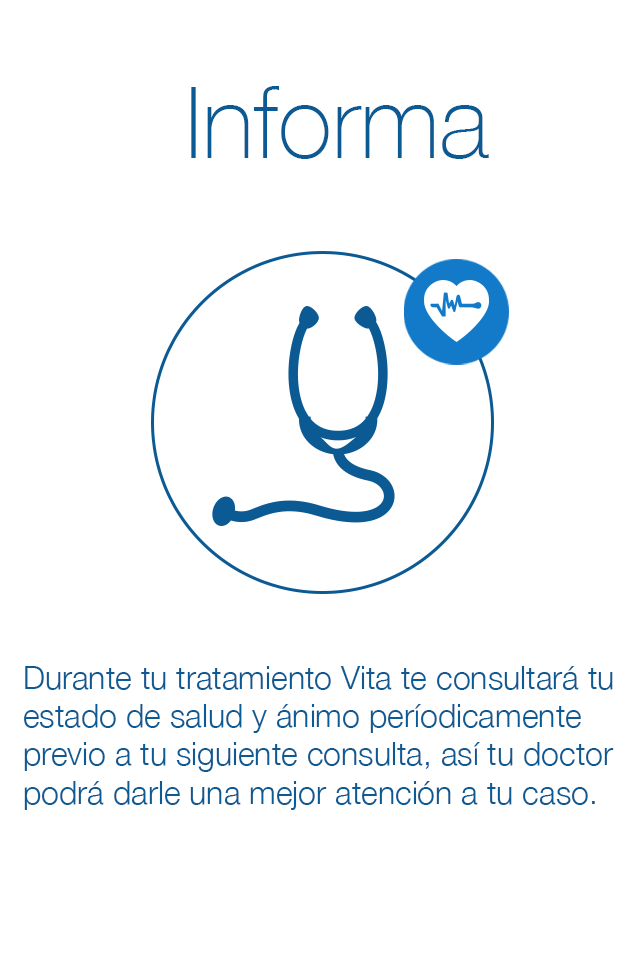 Informa
Durante tu tratamiento Vita te consultará tu
estado de salud y ánimo períodicamente
previo a tu siguiente consulta, así tu doctor
podrá darle una mejor atención a tu caso.